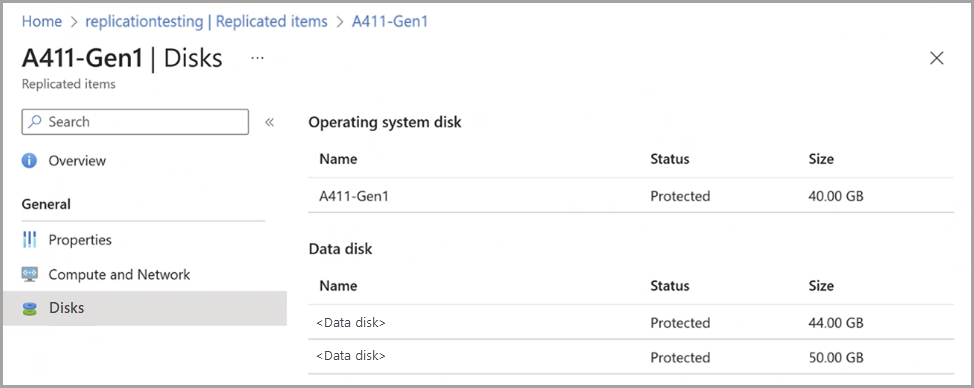 Home > replicationtesting | Replicated items > A411-Gen1
A411-Gen1 | Disks ...
Replicated items
Search
Overview
General
Properties
Compute and Network
Disks
Operating system disk
Name Status Size
A411-Gen1 Protected 40.00 GB
Data disk
Name Status Size
<Data disk> Protected 44.00 GB
<Data disk> Protected 50.00 GB